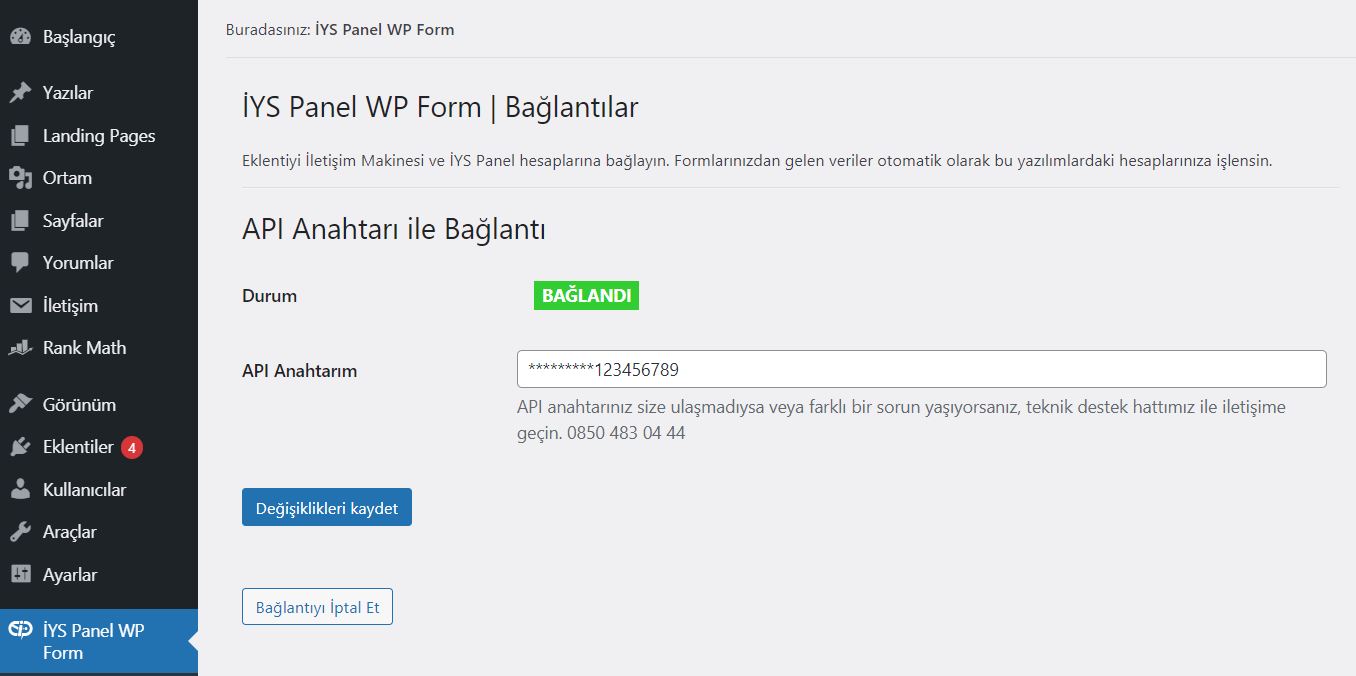 Başlangıç
Yazılar
Landing Pages
Ortam
Sayfalar
Yorumlar
İletişim
Rank Math
Görünüm
Eklentiler 4
Kullanıcılar
Araçlar
Ayarlar
İYS Panel WP
Form
Buradasınız: İYS Panel WP Form
İYS Panel WP Form | Bağlantılar
Eklentiyi İletişim Makinesi ve İYS Panel hesaplarına bağlayın. Formlarınızdan gelen veriler otomatik olarak bu yazılımlardaki hesaplarınıza işlensin.
API Anahtarı ile Bağlantı
Durum
BAĞLANDI
API Anahtarım
*********123456789
API anahtarınız size ulaşmadıysa veya farklı bir sorun yaşıyorsanız, teknik destek hattımız ile iletişime
geçin. 0850 483 04 44
Değişiklikleri kaydet
Bağlantıyı İptal Et